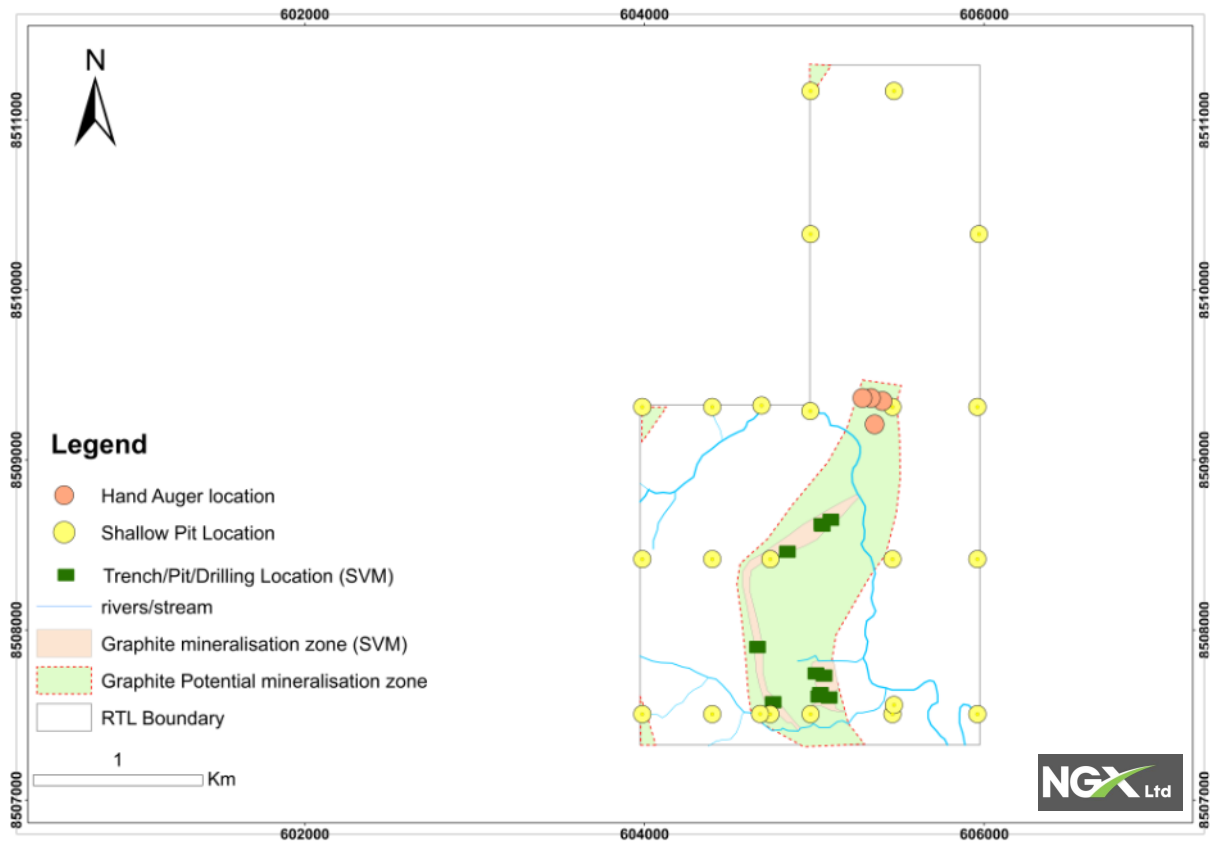 602000
604000
606000
N
8511000
8511000
8510000
8510000
8509000
8509000
Legend
Hand Auger location
Shallow Pit Location
Trench/Pit/Drilling Location (SVM)
rivers/stream
Graphite mineralisation zone (SVM)
Graphite Potential mineralisation zone
RTL Boundary
8508000
8508000
1
Km
NGX Ltd
8507000
8507000
602000
604000
606000